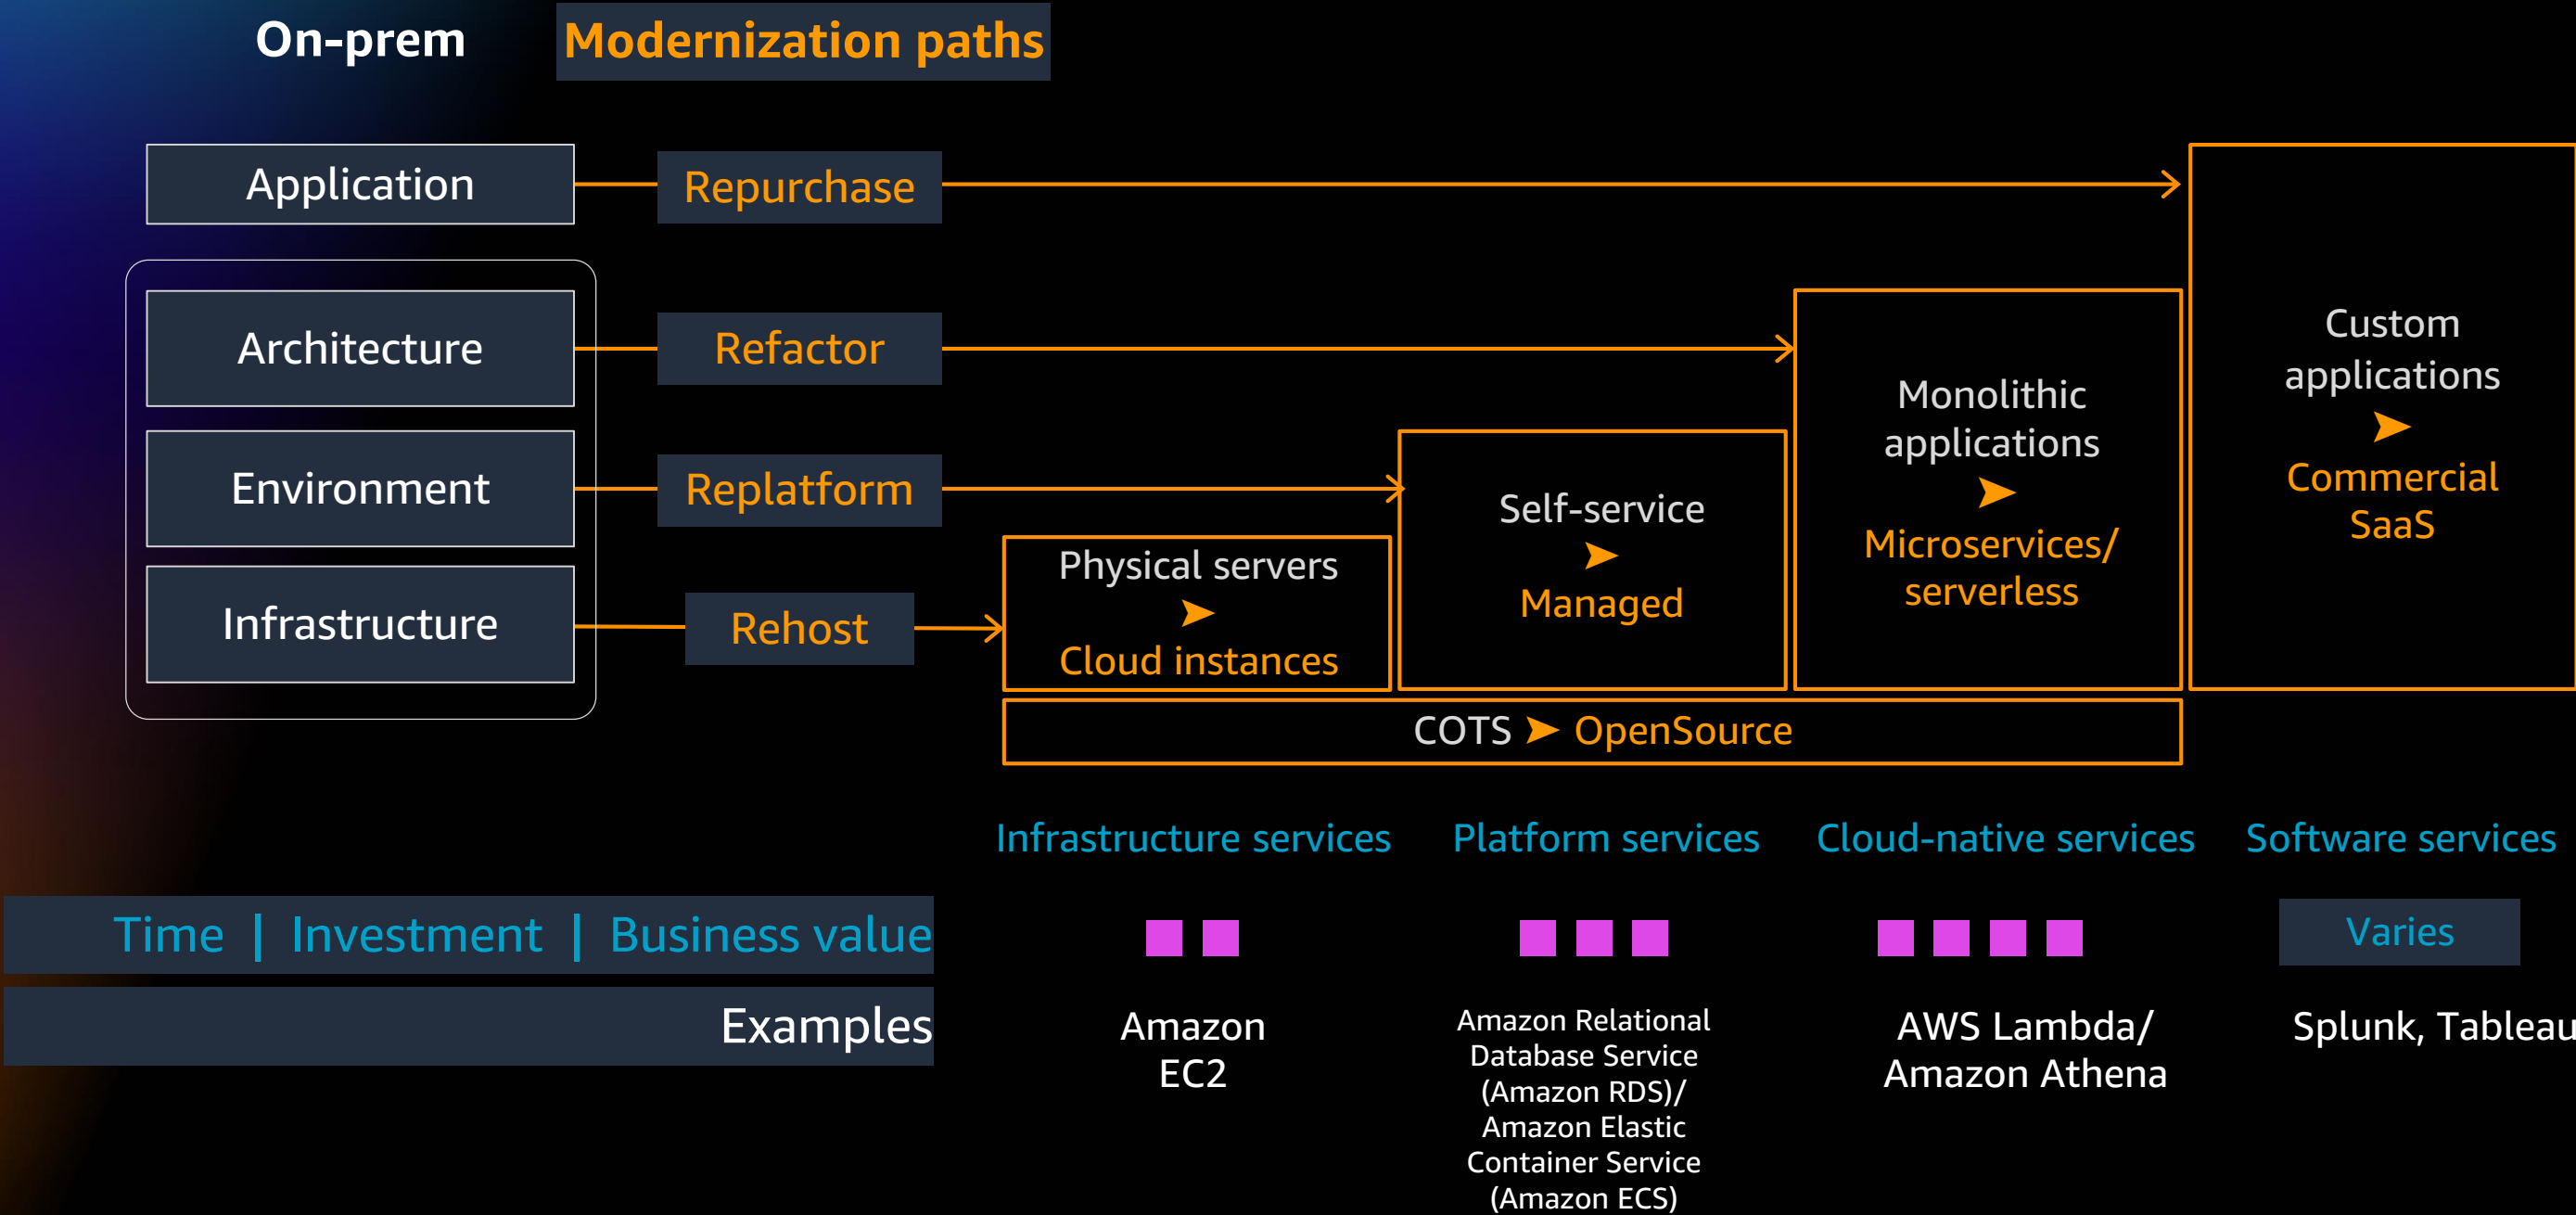 On-prem
Modernization paths
Application
Repurchase
Architecture
Refactor
Environment
Replatform
Infrastructure
Rehost
Physical servers
➤
Cloud instances
Self-service
➤
Managed
Monolithic
applications
➤
Microservices/
serverless
Custom
applications
➤
Commercial
SaaS
COTS ➤ OpenSource
Infrastructure services
Platform services
Cloud-native services
Software services
Time | Investment | Business value
Varies
Examples
Amazon
EC2
Amazon Relational
Database Service
(Amazon RDS)/
Amazon Elastic
Container Service
(Amazon ECS)
AWS Lambda/
Amazon Athena
Splunk, Tableau